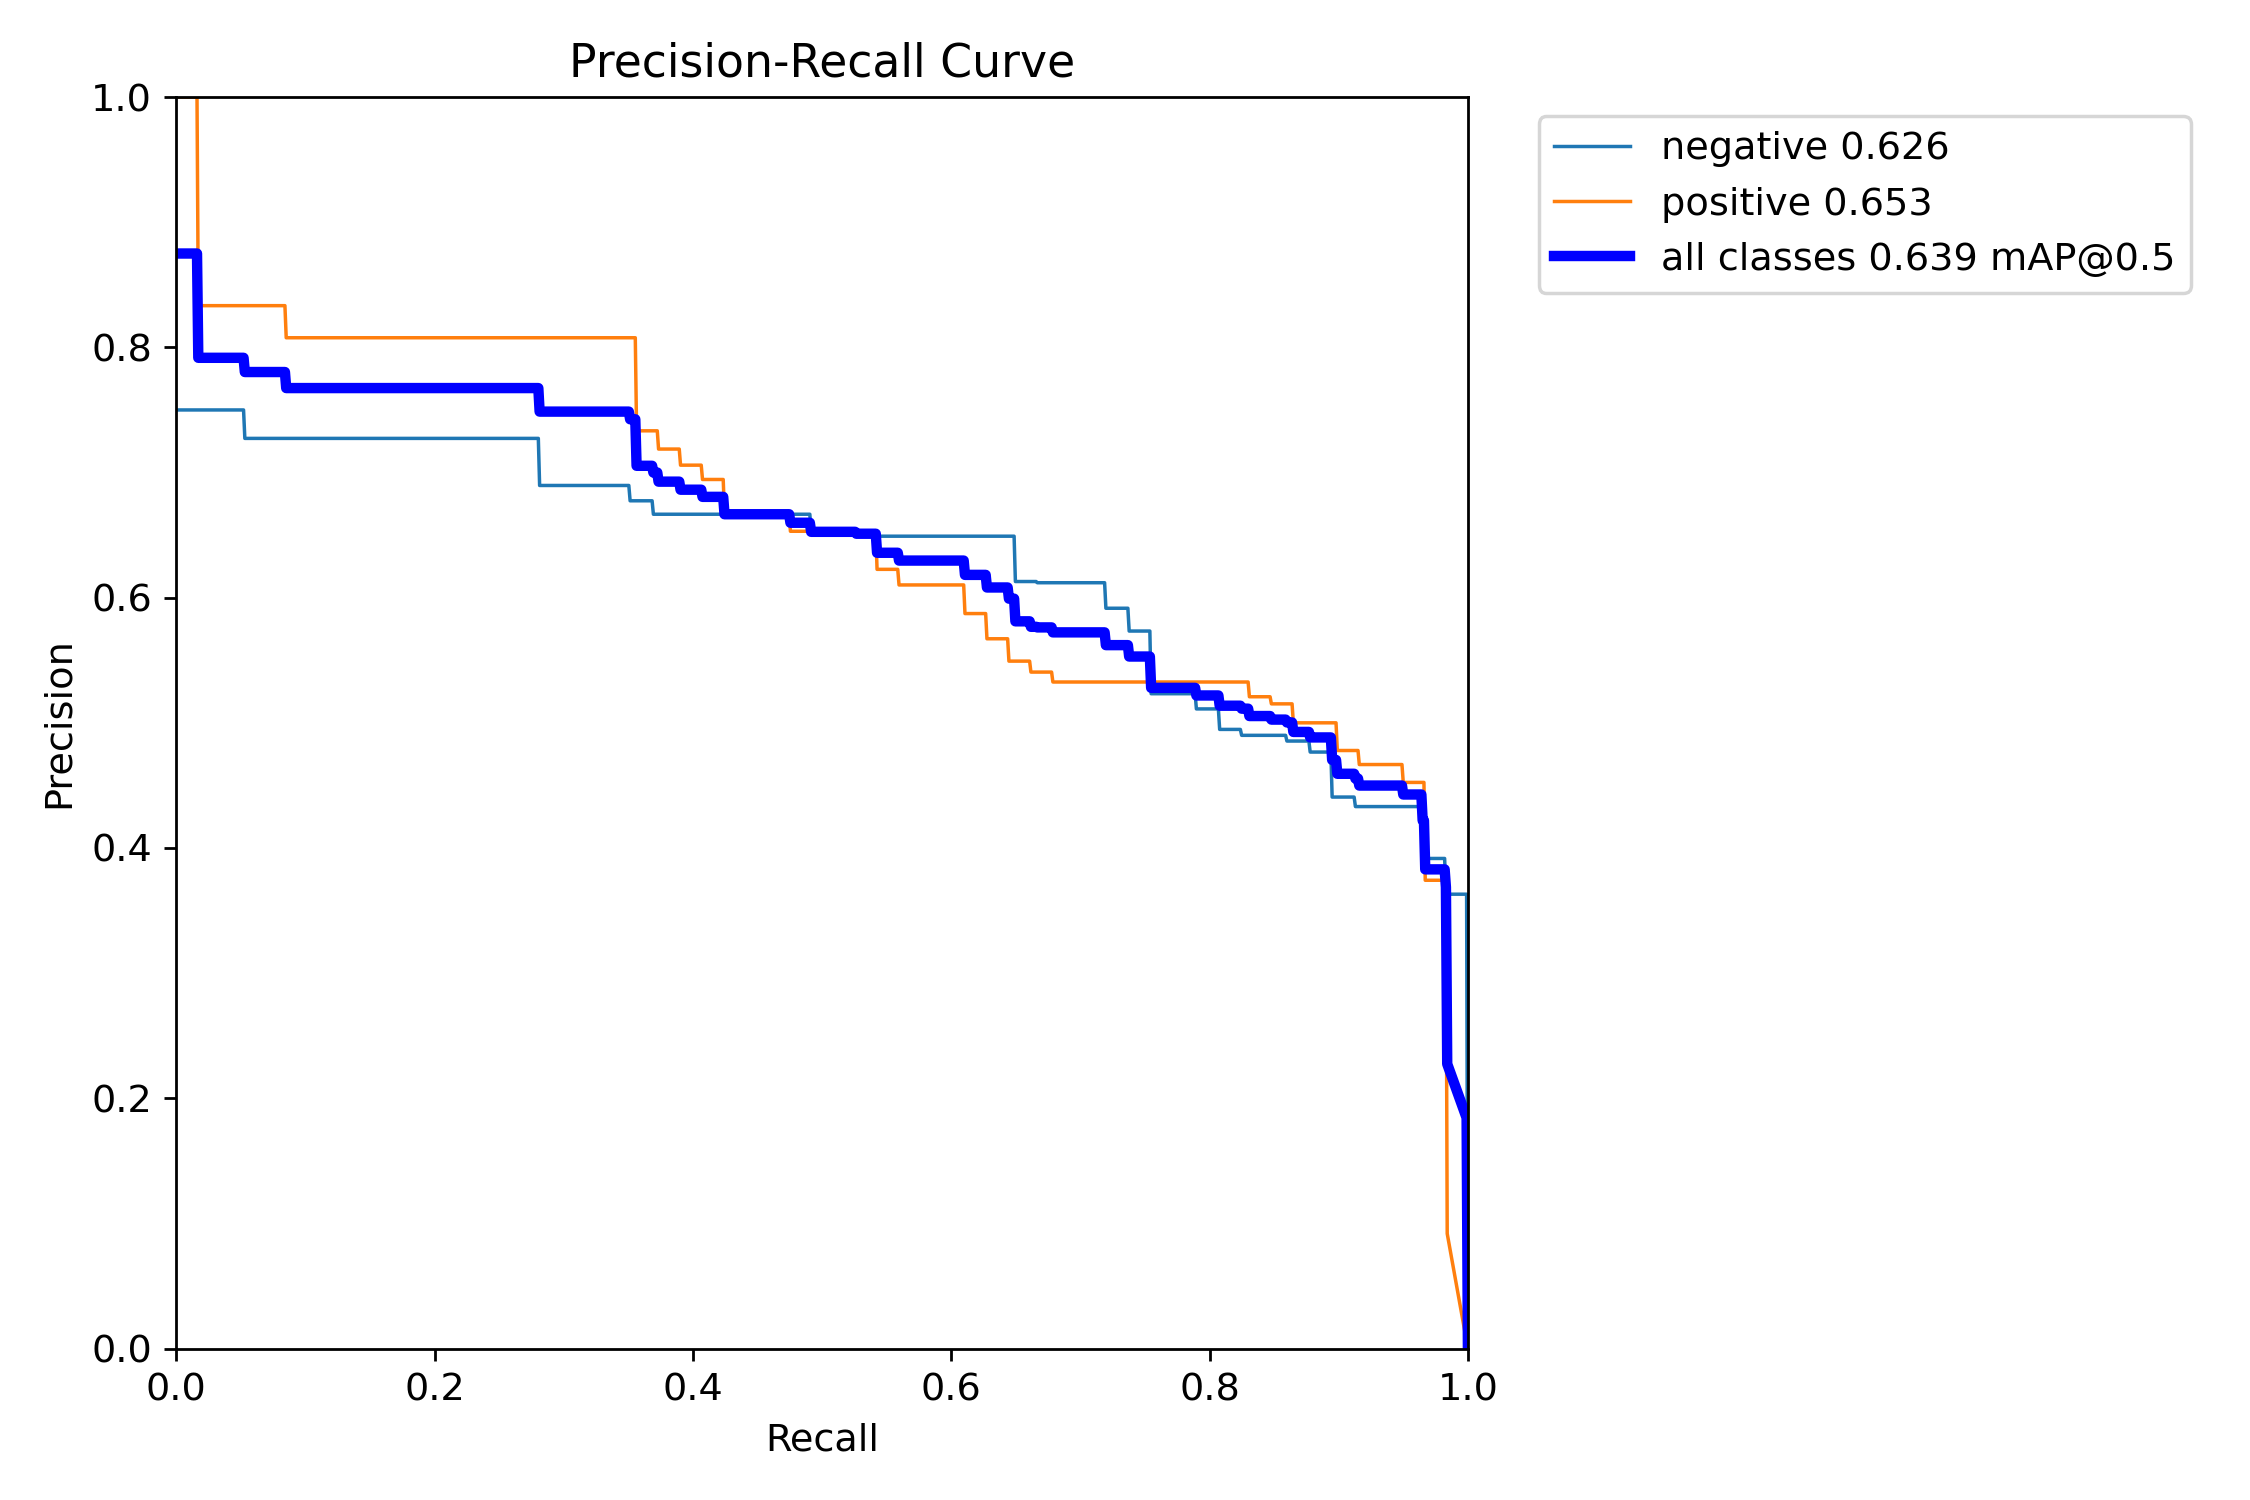 Precision-Recall Curve
1.0
0.8
0.6
0.4
0.2
0.0
Precision
0.0 0.2 0.4 0.6 0.8 1.0
Recall
negative 0.626
positive 0.653
all classes 0.639 mAP@0.5